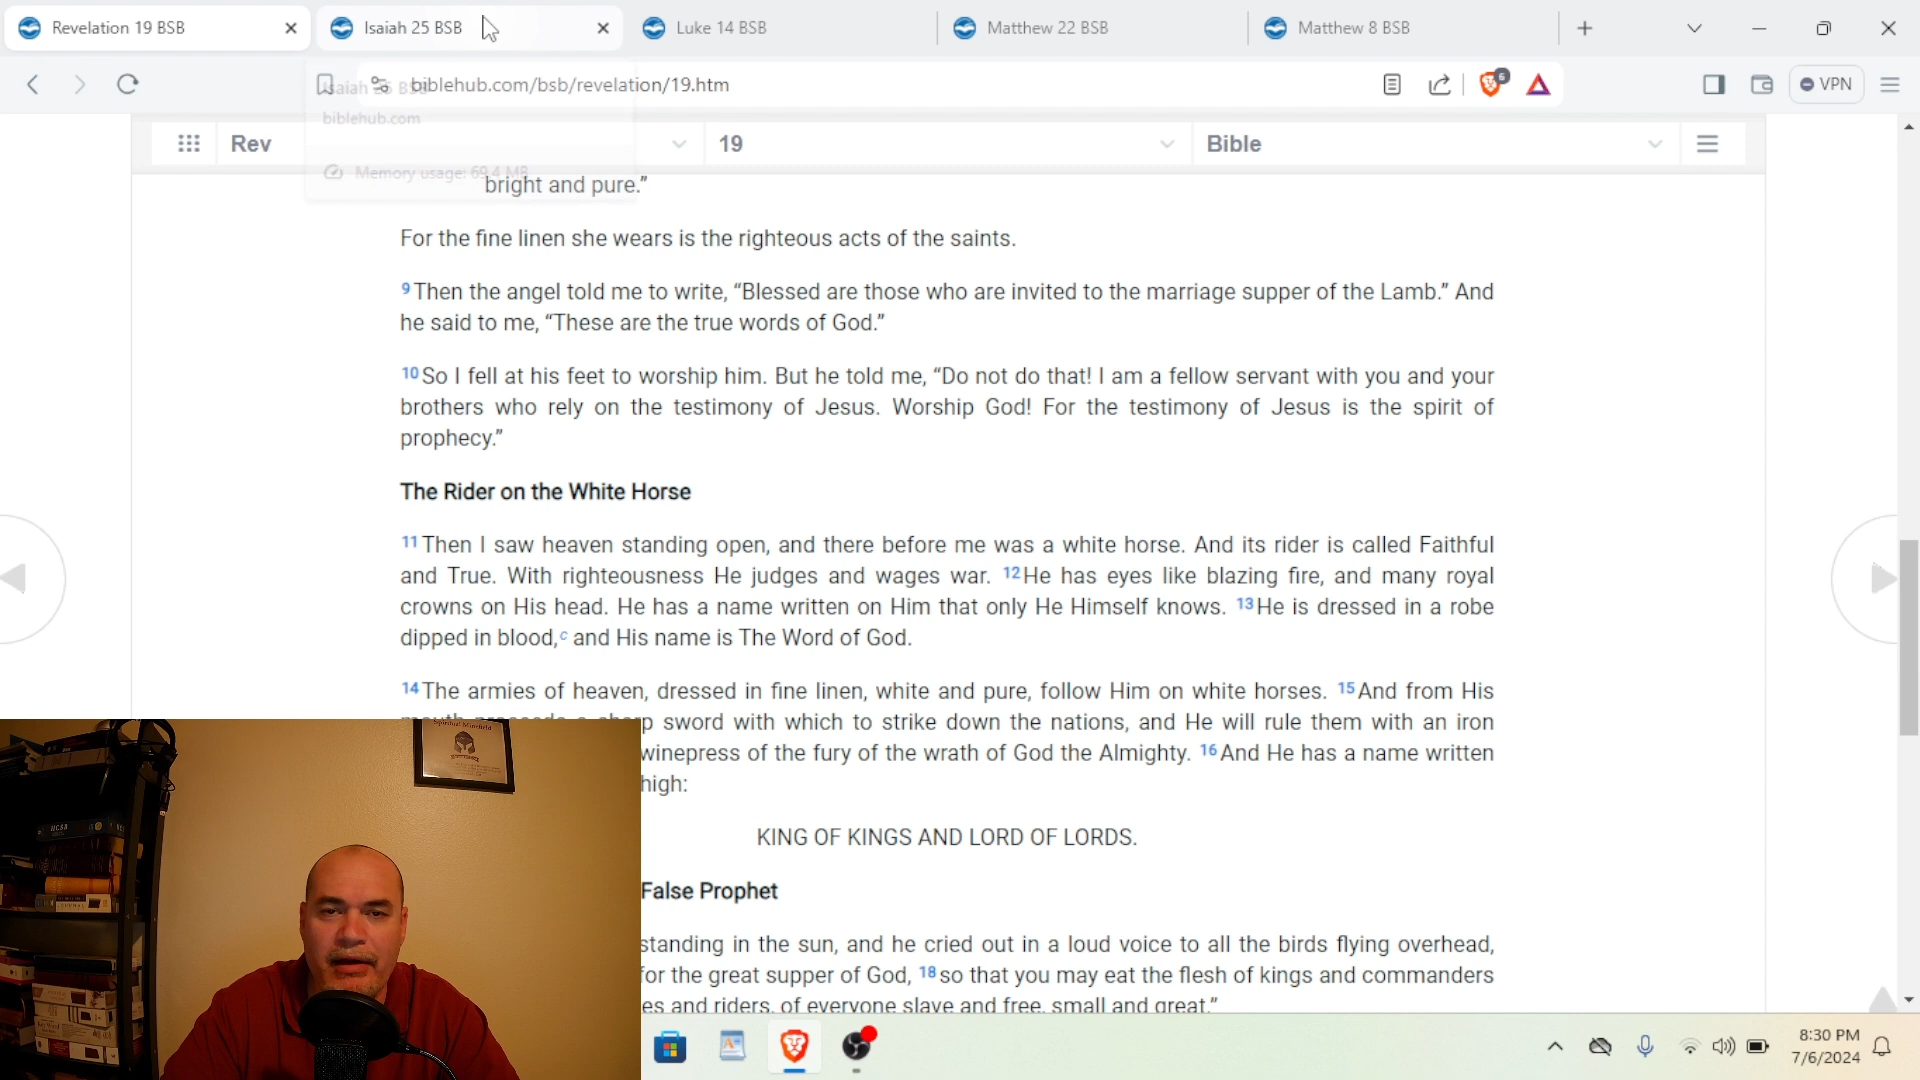 Revelation 19 BSB
Isaiah 25 BSB
Luke 14 BSB
Matthew 22 BSB
Matthew 8 BSB
biblehub.com/bsb/revelation/19.htm
6
VPN
biblehub.com
Memory usage: 69.4 MB
Rev
19
Bible
bright and pure.”
For the fine linen she wears is the righteous acts of the saints.
9 Then the angel told me to write, “Blessed are those who are invited to the marriage supper of the Lamb.” And
he said to me, “These are the true words of God.”
10 So I fell at his feet to worship him. But he told me, “Do not do that! I am a fellow servant with you and your
brothers who rely on the testimony of Jesus. Worship God! For the testimony of Jesus is the spirit of
prophecy.”
The Rider on the White Horse
11 Then I saw heaven standing open, and there before me was a white horse. And its rider is called Faithful
and True. With righteousness He judges and wages war. 12 He has eyes like blazing fire, and many royal
crowns on His head. He has a name written on Him that only He Himself knows. 13 He is dressed in a robe
dipped in blood,c and His name is The Word of God.
14 The armies of heaven, dressed in fine linen, white and pure, follow Him on white horses. 15 And from His
sword with which to strike down the nations, and He will rule them with an iron
winepress of the fury of the wrath of God the Almighty. 16 And He has a name written
high:
KING OF KINGS AND LORD OF LORDS.
False Prophet
standing in the sun, and he cried out in a loud voice to all the birds flying overhead,
for the great supper of God, 18 so that you may eat the flesh of kings and commanders
es and riders, of everyone slave and free, small and great.”
8:30 PM
7/6/2024